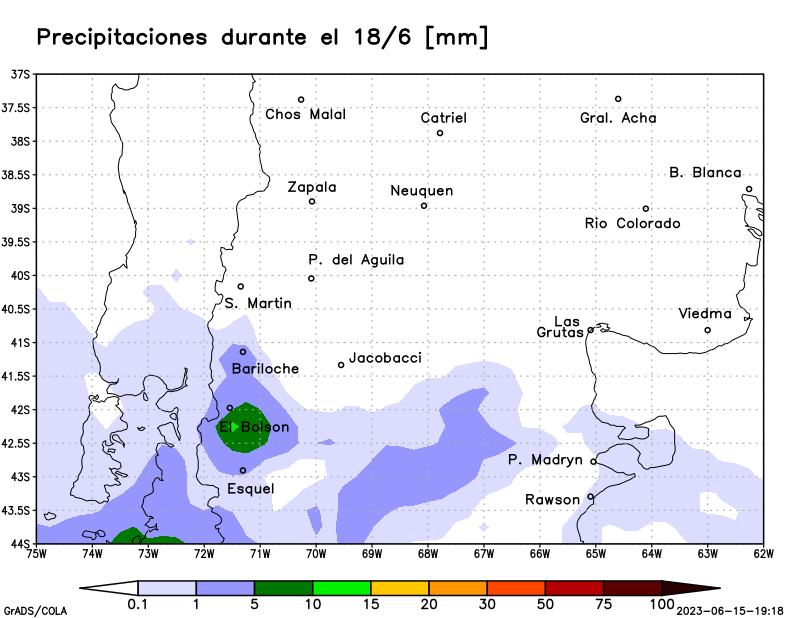 Precipitaciones durante el 18/6 [mm]
37S
37.5S
Chos Malal
Catriel
Gral. Acha
38S
38.5S
B. Blanca
Zapala
Neuquen
39S
Rio Colorado
39.5S
P. del Aguila
40S
S. Martin
40.5S
Viedma
Las
Grutas
41S
Jacobacci
Bariloche
41.5S
42S
El Bolson
42.5S
P. Madryn
43S
Esquel
Rawson
43.5S
44S
75W 74W 73W 72W 71W 70W 69W 68W 67W 66W 65W 64W 63W 62W
0.1 1 5 10 15 20 30 50 75 100
GrADS/COLA
2023-06-15-19:18